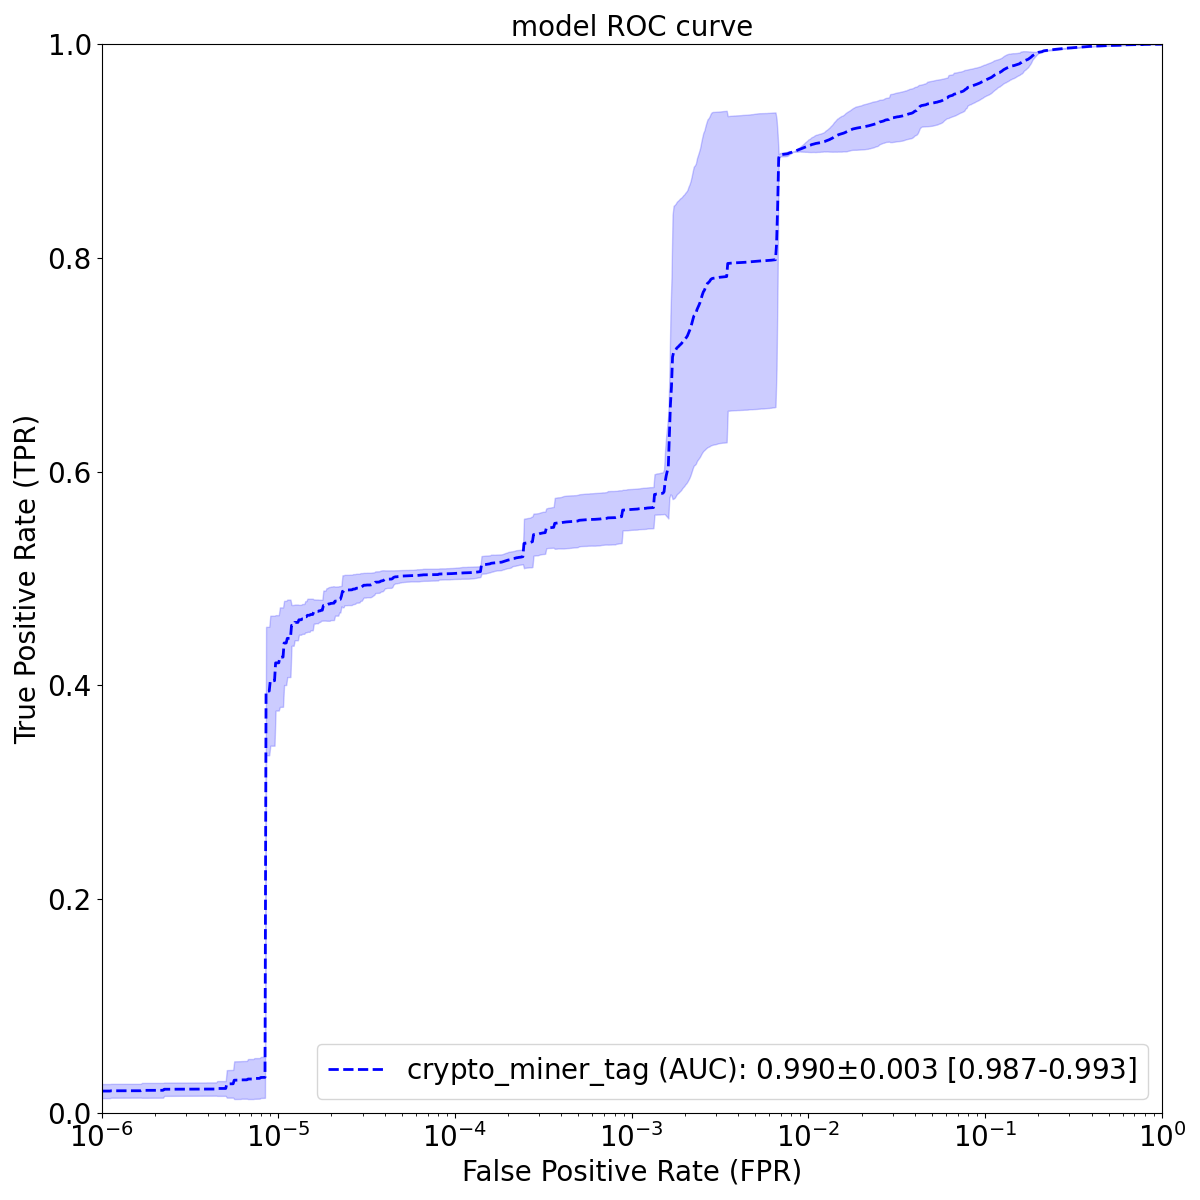 model ROC curve
1.0
0.8
0.6
0.4
0.2
0.0
True Positive Rate (TPR)
crypto_miner_tag (AUC): 0.990±0.003 [0.987-0.993]
10⁻⁶ 10⁻⁵ 10⁻⁴ 10⁻³ 10⁻² 10⁻¹ 10⁰
False Positive Rate (FPR)